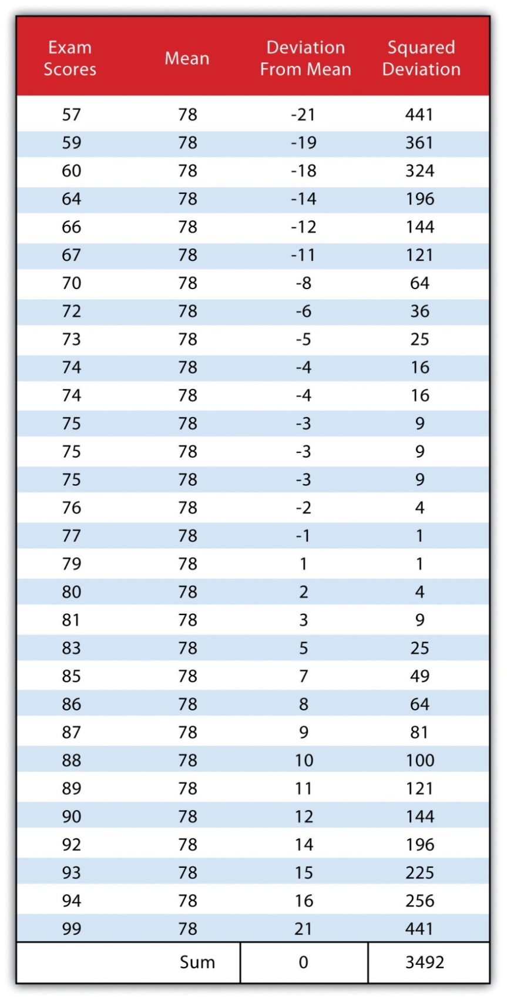 Exam Scores Mean Deviation From Mean Squared Deviation
57 78 -21 441
59 78 -19 361
60 78 -18 324
64 78 -14 196
66 78 -12 144
67 78 -11 121
70 78 -8 64
72 78 -6 36
73 78 -5 25
74 78 -4 16
74 78 -4 16
75 78 -3 9
75 78 -3 9
75 78 -3 9
76 78 -2 4
77 78 -1 1
79 78 1 1
80 78 2 4
81 78 3 9
83 78 5 25
85 78 7 49
86 78 8 64
87 78 9 81
88 78 10 100
89 78 11 121
90 78 12 144
92 78 14 196
93 78 15 225
94 78 16 256
99 78 21 441
Sum 0 3492